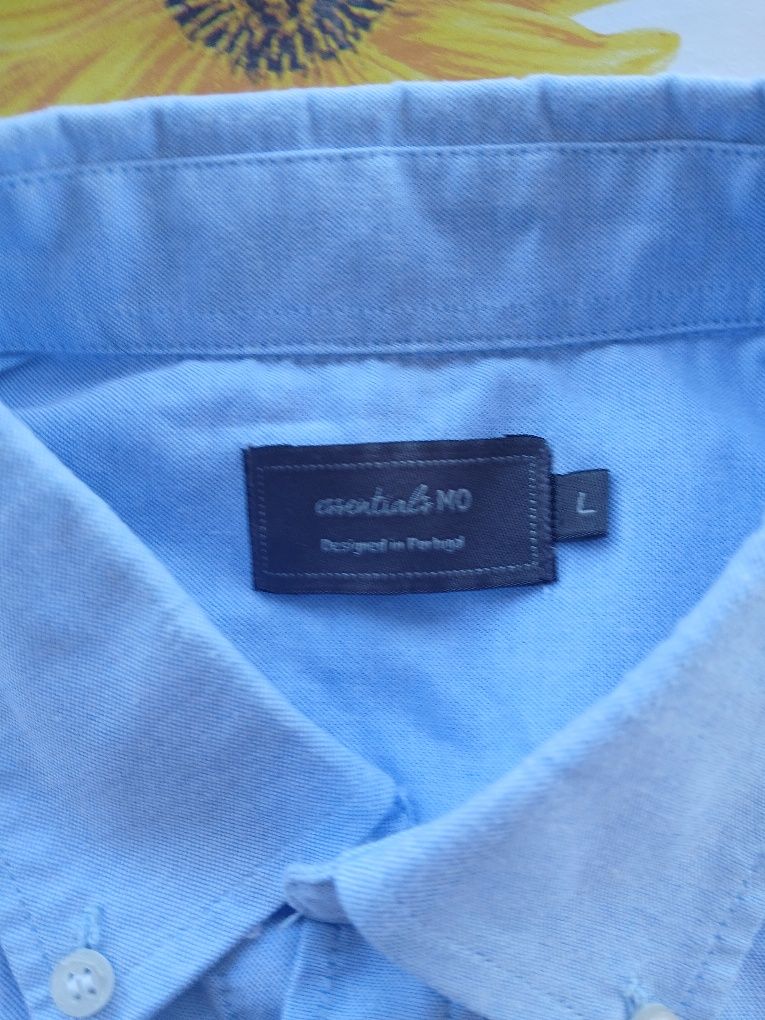 essentials MO
Designed in Portugal
L